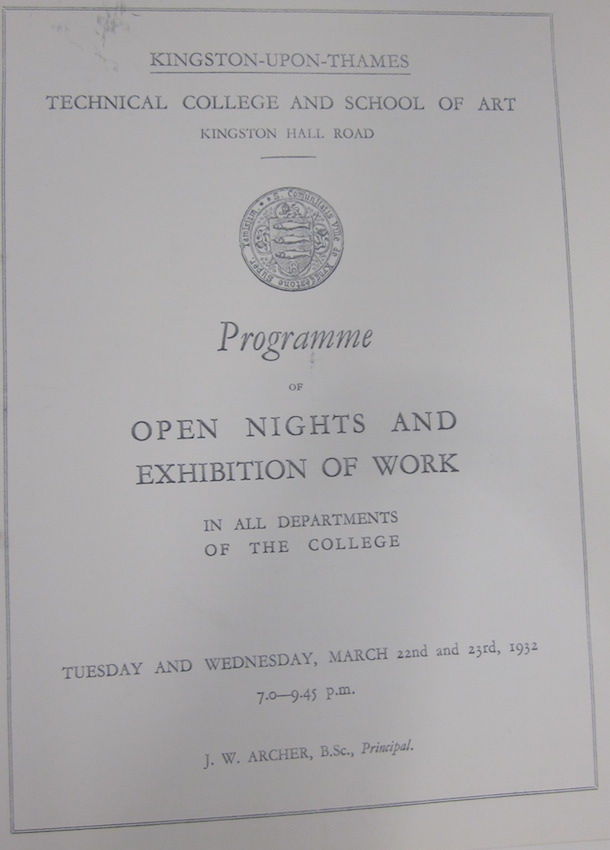 KINGSTON-UPON-THAMES
TECHNICAL COLLEGE AND SCHOOL OF ART
KINGSTON HALL ROAD
Programme
OF
OPEN NIGHTS AND
EXHIBITION OF WORK
IN ALL DEPARTMENTS
OF THE COLLEGE
TUESDAY AND WEDNESDAY, MARCH 22nd and 23rd, 1932
7.0—9.45 p.m.
J. W. ARCHER, B.Sc., Principal.